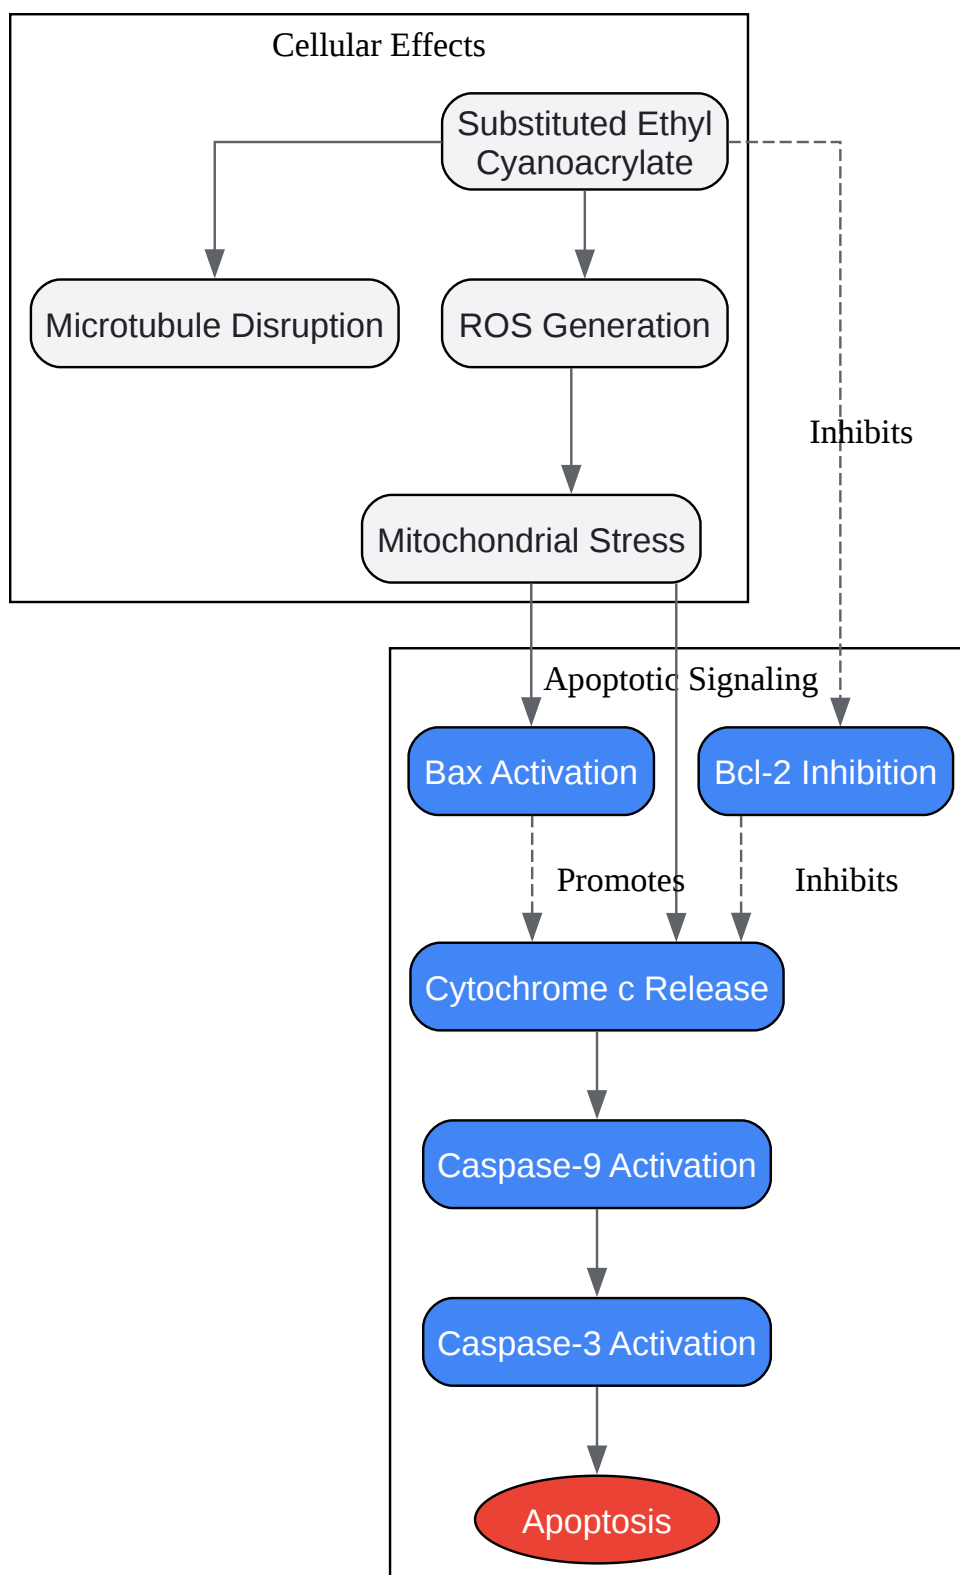 Cellular Effects
Substituted Ethyl
Cyanoacrylate
Microtubule Disruption
ROS Generation
Inhibits
Mitochondrial Stress
Apoptotic Signaling
Bax Activation
Bcl-2 Inhibition
Promotes
Inhibits
Cytochrome c Release
Caspase-9 Activation
Caspase-3 Activation
Apoptosis